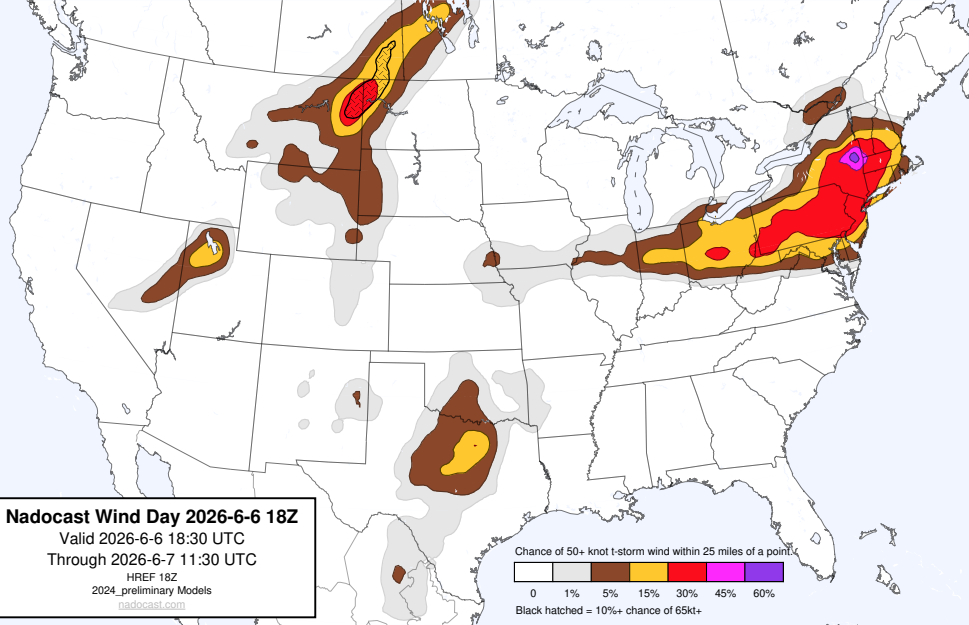 Nadocast Wind Day 2026-6-6 18Z
Valid 2026-6-6 18:30 UTC
Through 2026-6-7 11:30 UTC
HREF 18Z
2024_preliminary Models
nadocast.com
Chance of 50+ knot t-storm wind within 25 miles of a point.
0 1% 5% 15% 30% 45% 60%
Black hatched = 10%+ chance of 65kt+